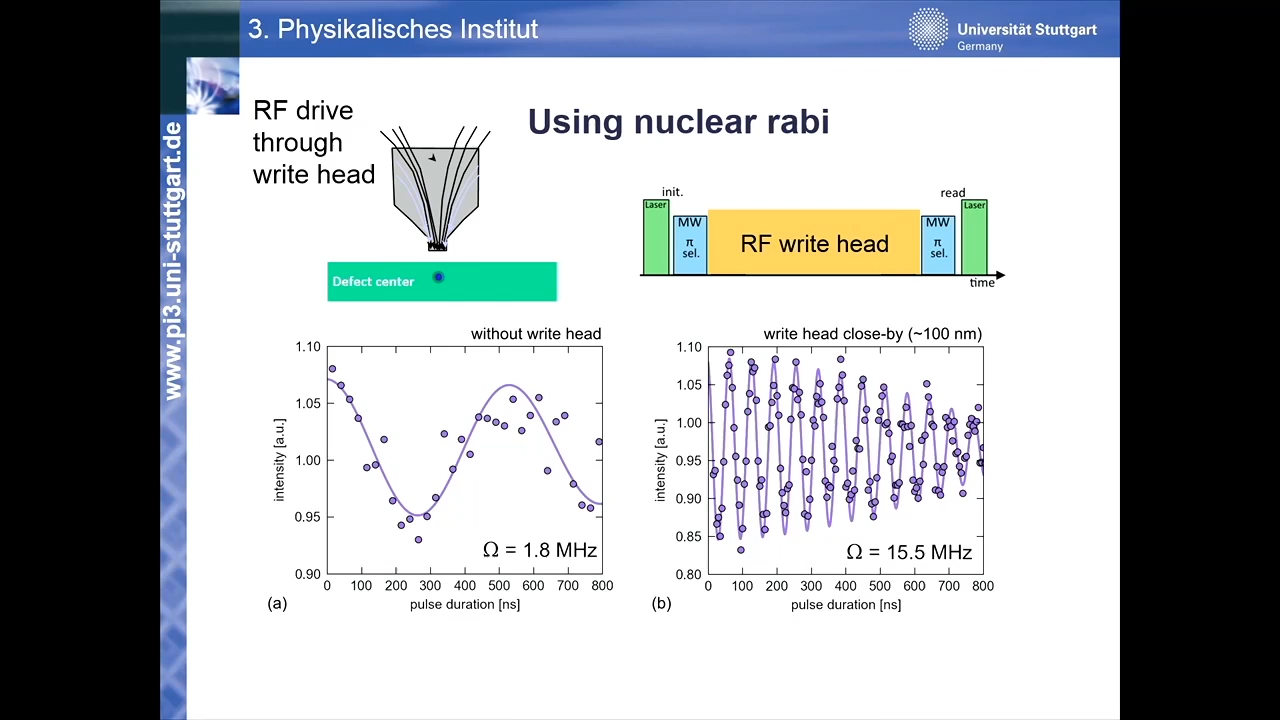 3. Physikalisches Institut
Universität Stuttgart
Germany
www.pi3.uni-stuttgart.de
RF drive
through
write head
Using nuclear rabi
Defect center
init.
read
Laser
MW
π
sel.
RF write head
MW
π
sel.
Laser
time
without write head
1.10
1.05
1.00
0.95
0.90
intensity [a.u.]
Ω = 1.8 MHz
0 100 200 300 400 500 600 700 800
(a)
pulse duration [ns]
write head close-by (~100 nm)
1.10
1.05
1.00
0.95
0.90
0.85
0.80
intensity [a.u.]
Ω = 15.5 MHz
0 100 200 300 400 500 600 700 800
(b)
pulse duration [ns]